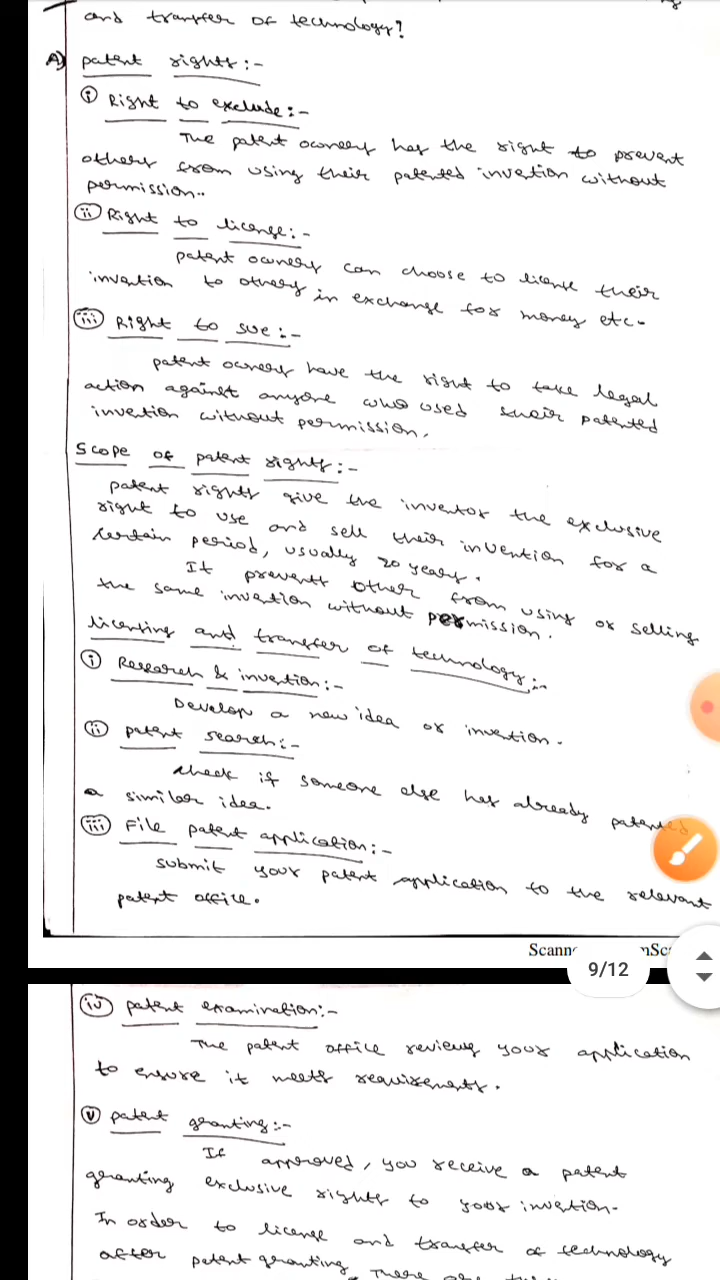 and transfer of technology?
A) patent rights:-
i Right to exclude:-
The patent owners has the right to prevent
others from using their patented invention without
permission..
ii Right to license:-
patent owners can choose to license their
invention to others in exchange for money etc.
iii Right to sue:-
patent owners have the right to take legal
action against anyone who used their patented
invention without permission.
Scope of patent rights:-
patent rights give the inventor the exclusive
right to use and sell their invention for a
certain period, usually 20 years.
It prevents other from using or selling
the same invention without permission.
licensing and transfer of technology:-
i Research & invention:-
Develop a new idea or invention.
ii patent search:-
check if someone else has already patented
a similar idea.
iii File patent application:-
submit your patent application to the relevant
patent office.
Scann
nSc
9/12
iv patent examination:-
The patent office reviews your application
to ensure it meets requirements.
v patent granting:-
If approved, you receive a patent
granting exclusive rights to your invention.
In order to license and transfer of technology
after patent granting, There are